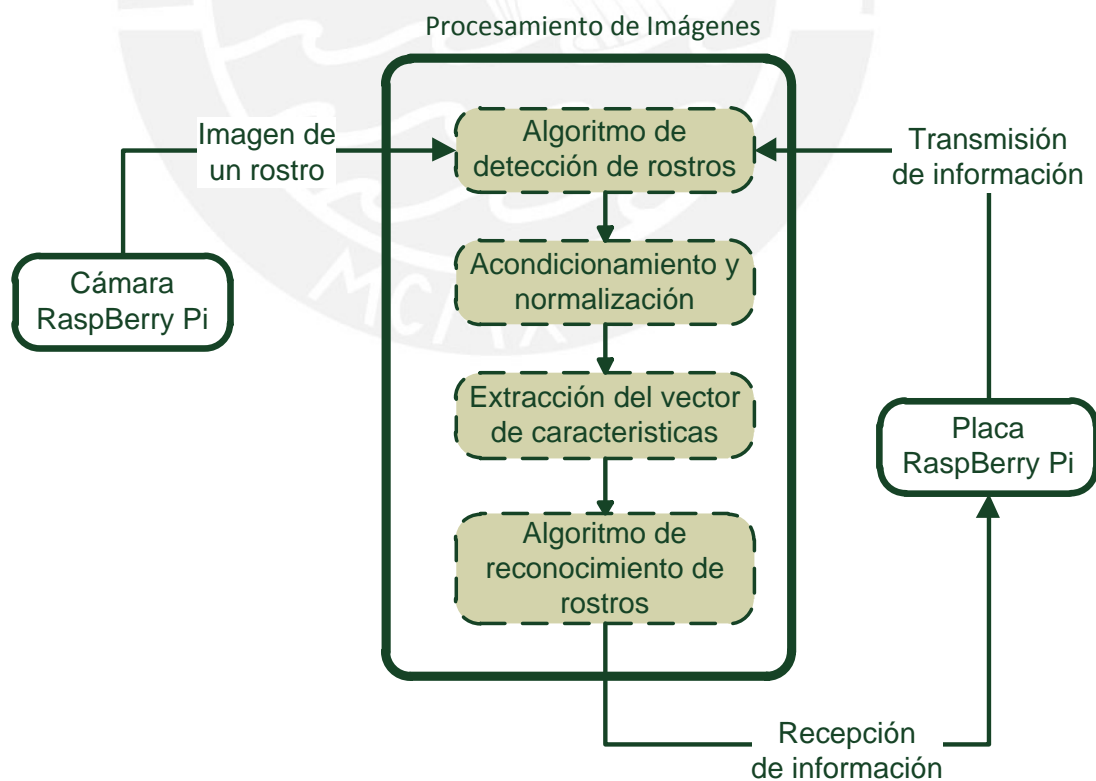 Procesamiento de Imágenes
Imagen de
un rostro
Algoritmo de
detección de rostros
Transmisión
de información
Cámara
RaspBerry Pi
Acondicionamiento y
normalización
Extracción del vector
de caracteristicas
Placa
RaspBerry Pi
Algoritmo de
reconocimiento de
rostros
Recepción
de información